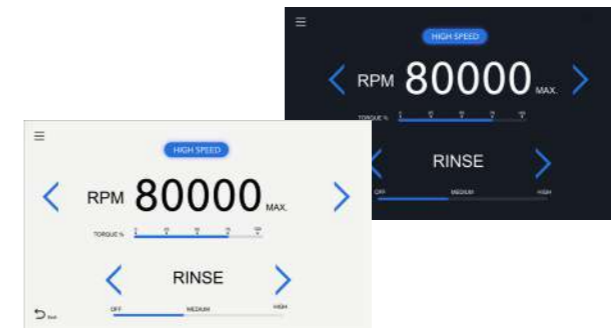 HIGH SPEED
RPM 80000 MAX.
TORQUE %
RINSE
OFF MEDIUM HIGH
HIGH SPEED
RPM 80000 MAX.
TORQUE % 100
RINSE
OFF MEDIUM HIGH